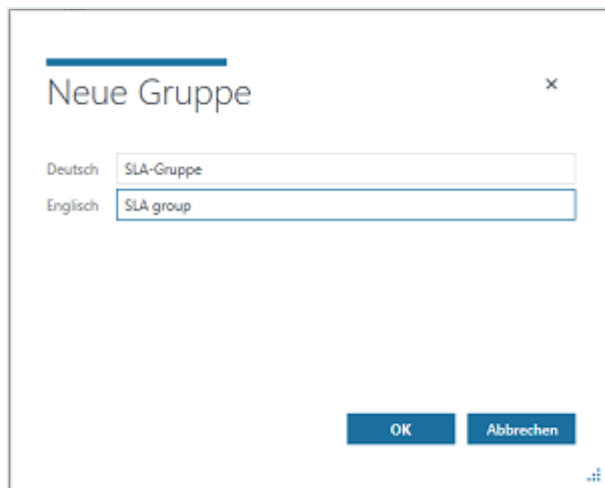 Neue Gruppe
Deutsch SLA-Gruppe
Englisch SLA group
OK Abbrechen